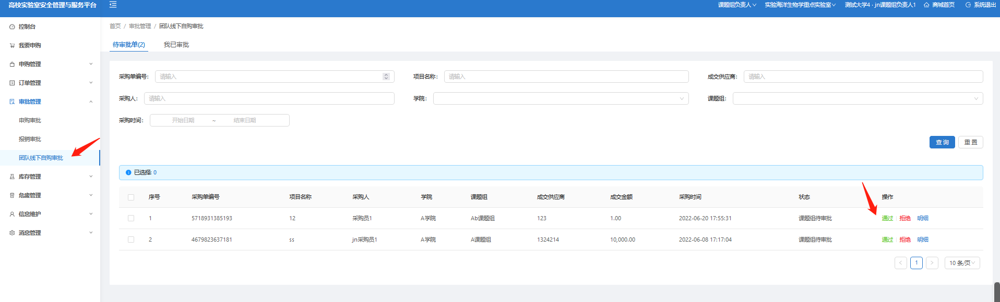 高校实验室安全管理与服务平台
课题组负责人 实验海洋生物学重点实验室 测试大学4 · jn课题组负责人1 商城首页 系统退出
控制台
我要申购
申购管理
订单管理
审批管理
申购审批
报销审批
团队线下自购审批
库存管理
危废管理
信息维护
消息管理
首页 / 审批管理 / 团队线下自购审批
待审批单(2) 我已审批
采购单编号: 请输入 项目名称: 请输入 成交供应商: 请输入
采购人: 请输入 学院: 课题组:
采购时间: 开始日期 ~ 结束日期
查询 重置
已选择: 0
序号 采购单编号 项目名称 采购人 学院 课题组 成交供应商 成交金额 采购时间 状态 操作
1 5718931385193 12 采购员1 A学院 Ab课题组 123 1.00 2022-06-20 17:55:31 课题组待审批 通过 拒绝 明细
2 4679823637181 ss jn采购员1 A学院 A课题组 1324214 10,000.00 2022-06-08 17:17:04 课题组待审批 通过 拒绝 明细
< 1 > 10 条/页